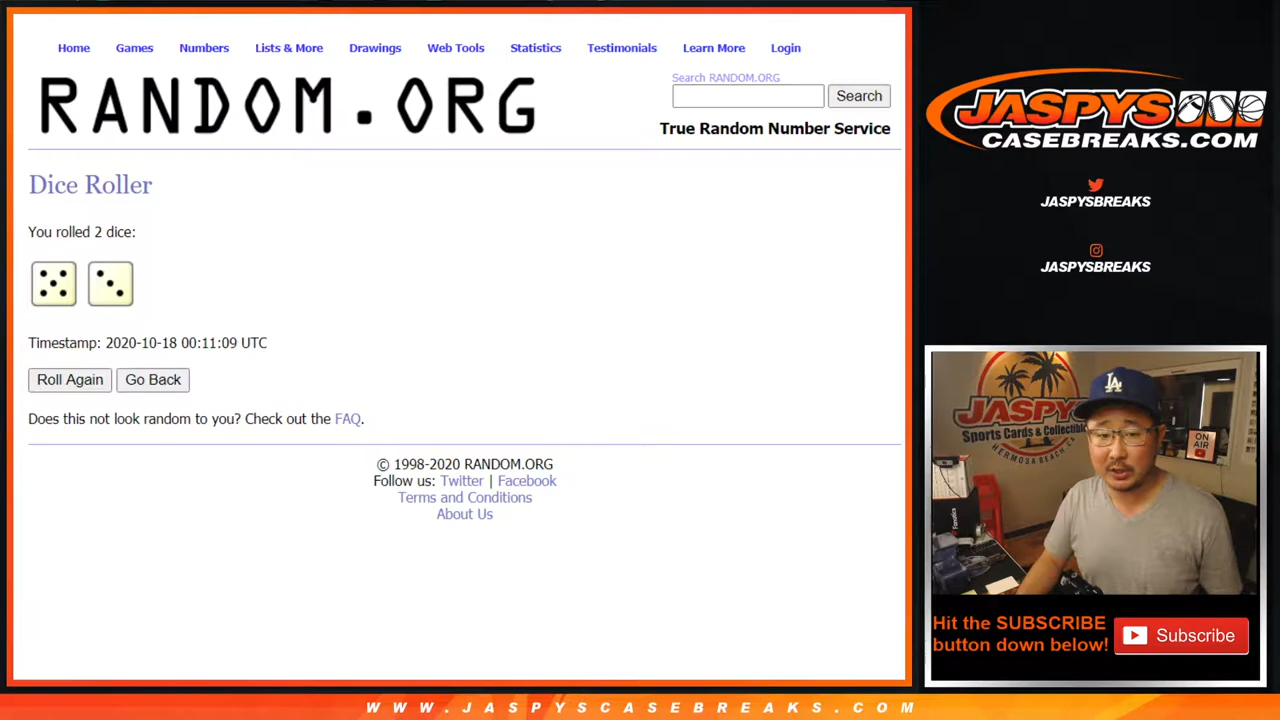 Home Games Numbers Lists & More Drawings Web Tools Statistics Testimonials Learn More Login
RANDOM.ORG
Search RANDOM.ORG
Search
True Random Number Service
Dice Roller
You rolled 2 dice:
Timestamp: 2020-10-18 00:11:09 UTC
Roll Again Go Back
Does this not look random to you? Check out the FAQ.
© 1998-2020 RANDOM.ORG
Follow us: Twitter | Facebook
Terms and Conditions
About Us
JASPYS
CASEBREAKS.COM
JASPYSBREAKS
JASPYSBREAKS
JASPYS
Sports Cards & Collectibles
HERMOSA BEACH, CA
LA
ON
AIR
Fanatics
Hit the SUBSCRIBE
button down below!
Subscribe
WWW.JASPYSCASEBREAKS.COM